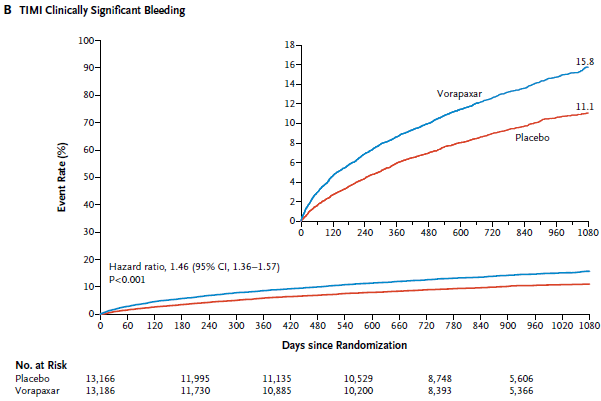 B TIMI Clinically Significant Bleeding
100
90
80
70
60
50
40
30
20
10
0
Event Rate (%)
18
16
14
12
10
8
6
4
2
0
15.8
Vorapaxar
11.1
Placebo
0 120 240 360 480 600 720 840 960 1080
Hazard ratio, 1.46 (95% CI, 1.36–1.57)
P<0.001
0 60 120 180 240 300 360 420 480 540 600 660 720 780 840 900 960 1020 1080
Days since Randomization
No. at Risk
Placebo 13,166 11,995 11,135 10,529 8,748 5,606
Vorapaxar 13,186 11,730 10,885 10,200 8,393 5,366